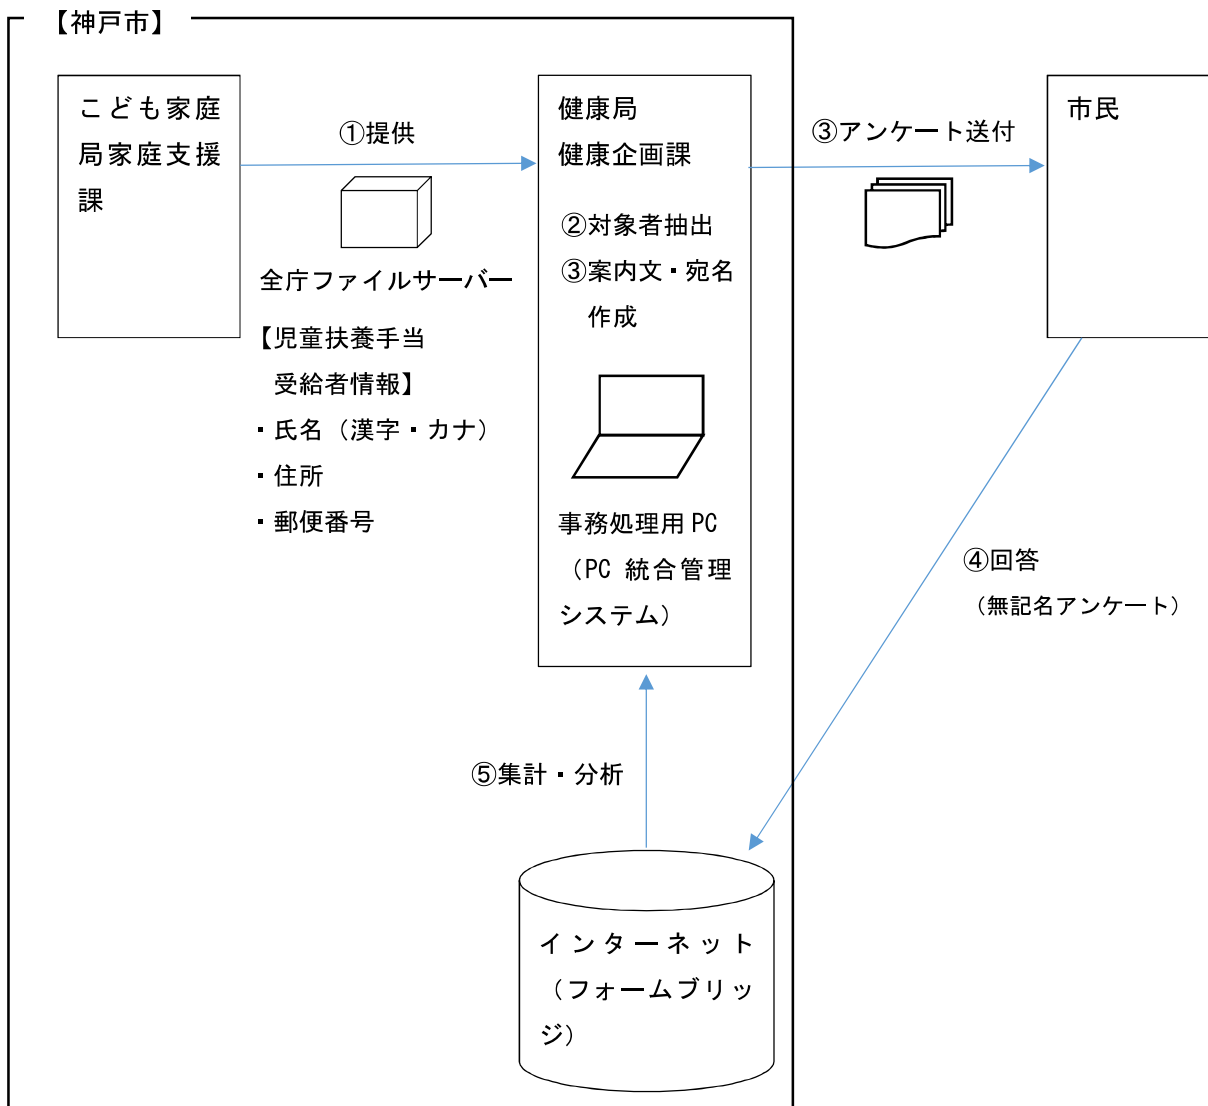 【神戸市】
こども家庭
局家庭支援
課
①提供
全庁ファイルサーバー
【児童扶養手当
受給者情報】
・氏名（漢字・カナ）
・住所
・郵便番号
健康局
健康企画課
②対象者抽出
③案内文・宛名
作成
事務処理用 PC
（PC 統合管理
システム）
③アンケート送付
市民
④回答
（無記名アンケート）
⑤集計・分析
インターネット
（フォームブリッ
ジ）